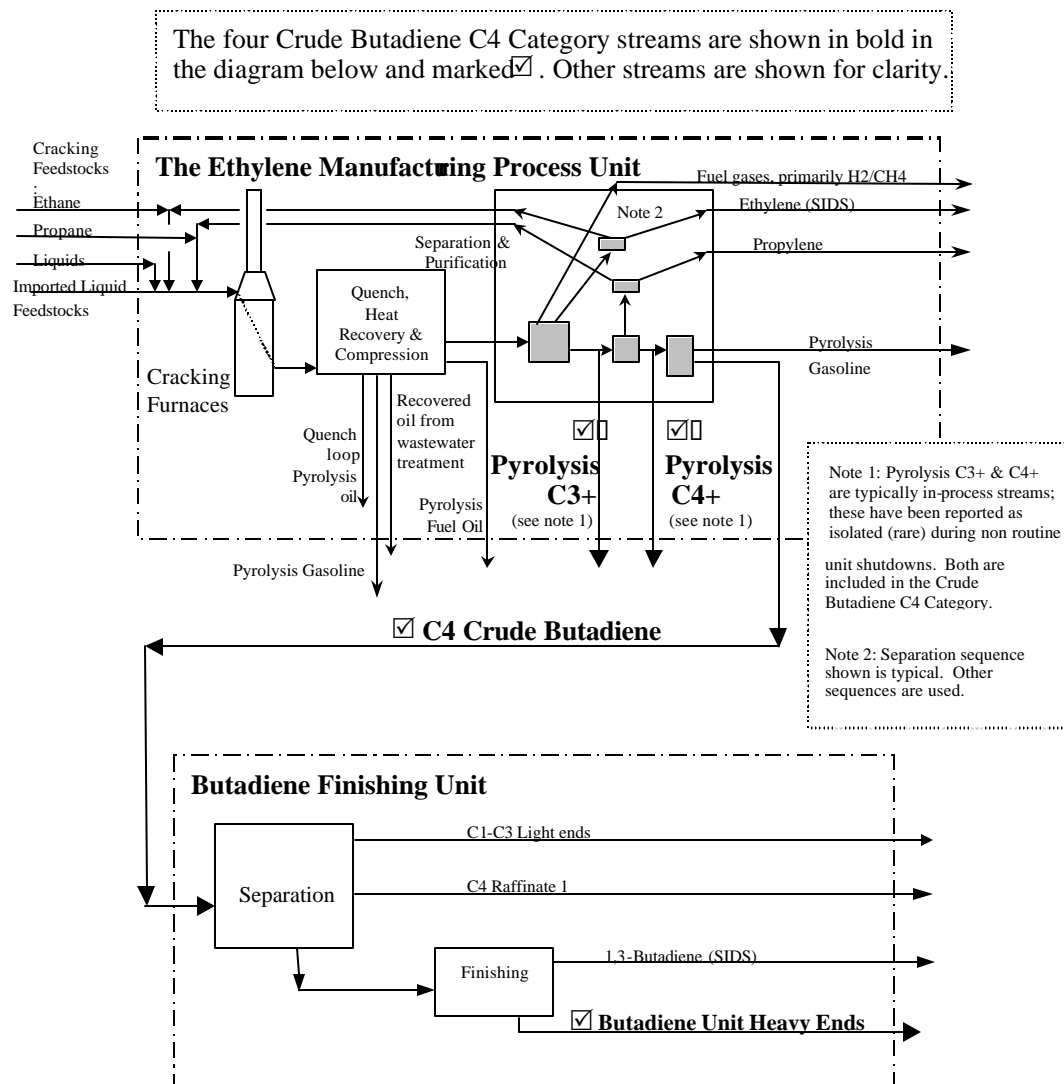 The four Crude Butadiene C4 Category streams are shown in bold in
the diagram below and marked☑ . Other streams are shown for clarity.
Cracking
Feedstocks
:
Ethane
Propane
Liquids
Imported Liquid
Feedstocks
The Ethylene Manufacturing Process Unit
Fuel gases, primarily H2/CH4
Note 2
Ethylene (SIDS)
Propylene
Separation &
Purification
Quench,
Heat
Recovery &
Compression
Cracking
Furnaces
Pyrolysis
Gasoline
Quench
loop
Pyrolysis
oil
Recovered
oil from
wastewater
treatment
Pyrolysis
Fuel Oil
Pyrolysis Gasoline
☑▯
Pyrolysis
C3+
(see note 1)
☑▯
Pyrolysis
C4+
(see note 1)
Note 1: Pyrolysis C3+ & C4+
are typically in-process streams;
these have been reported as
isolated (rare) during non routine
unit shutdowns. Both are
included in the Crude
Butadiene C4 Category.
Note 2: Separation sequence
shown is typical. Other
sequences are used.
☑ C4 Crude Butadiene
Butadiene Finishing Unit
Separation
C1-C3 Light ends
C4 Raffinate 1
Finishing
1,3-Butadiene (SIDS)
☑ Butadiene Unit Heavy Ends